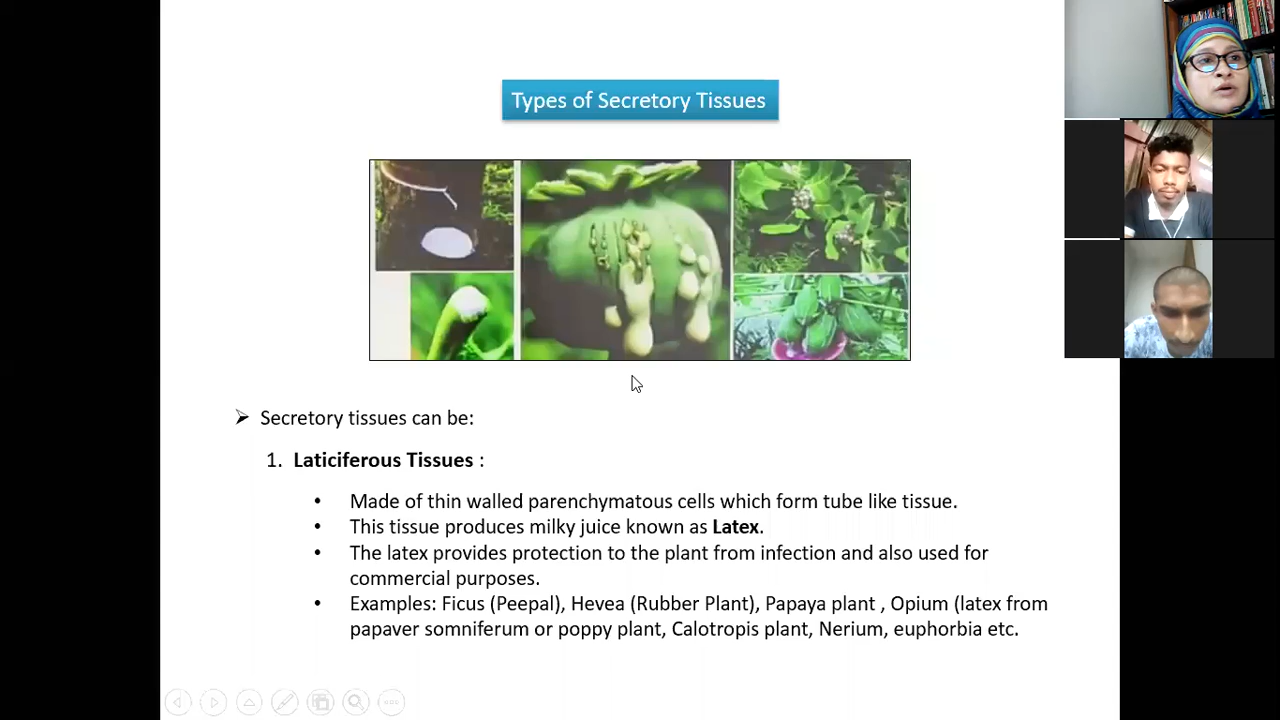 Types of Secretory Tissues
➢ Secretory tissues can be:
1. Laticiferous Tissues :
• Made of thin walled parenchymatous cells which form tube like tissue.
• This tissue produces milky juice known as Latex.
• The latex provides protection to the plant from infection and also used for
commercial purposes.
• Examples: Ficus (Peepal), Hevea (Rubber Plant), Papaya plant , Opium (latex from
papaver somniferum or poppy plant, Calotropis plant, Nerium, euphorbia etc.